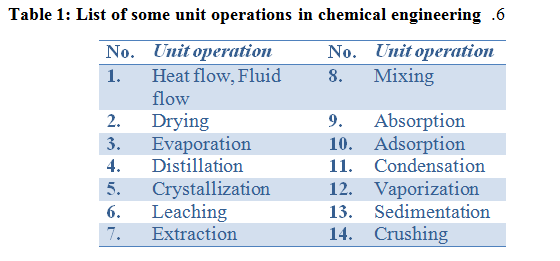 Table 1: List of some unit operations in chemical engineering .6
No. Unit operation No. Unit operation
1. Heat flow, Fluid flow 8. Mixing
2. Drying 9. Absorption
3. Evaporation 10. Adsorption
4. Distillation 11. Condensation
5. Crystallization 12. Vaporization
6. Leaching 13. Sedimentation
7. Extraction 14. Crushing